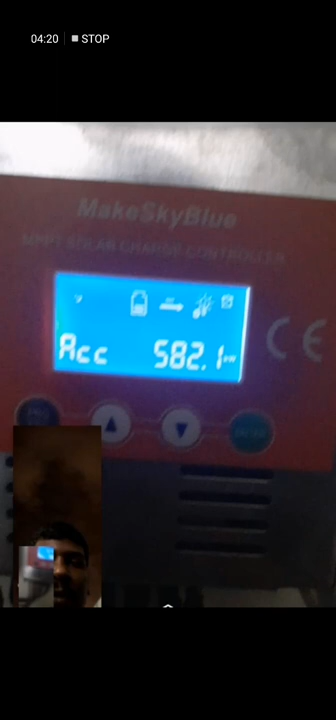 04:20 STOP
MakeSkyBlue
MPPT SOLAR CHARGE CONTROLLER
Acc 582.1
CE